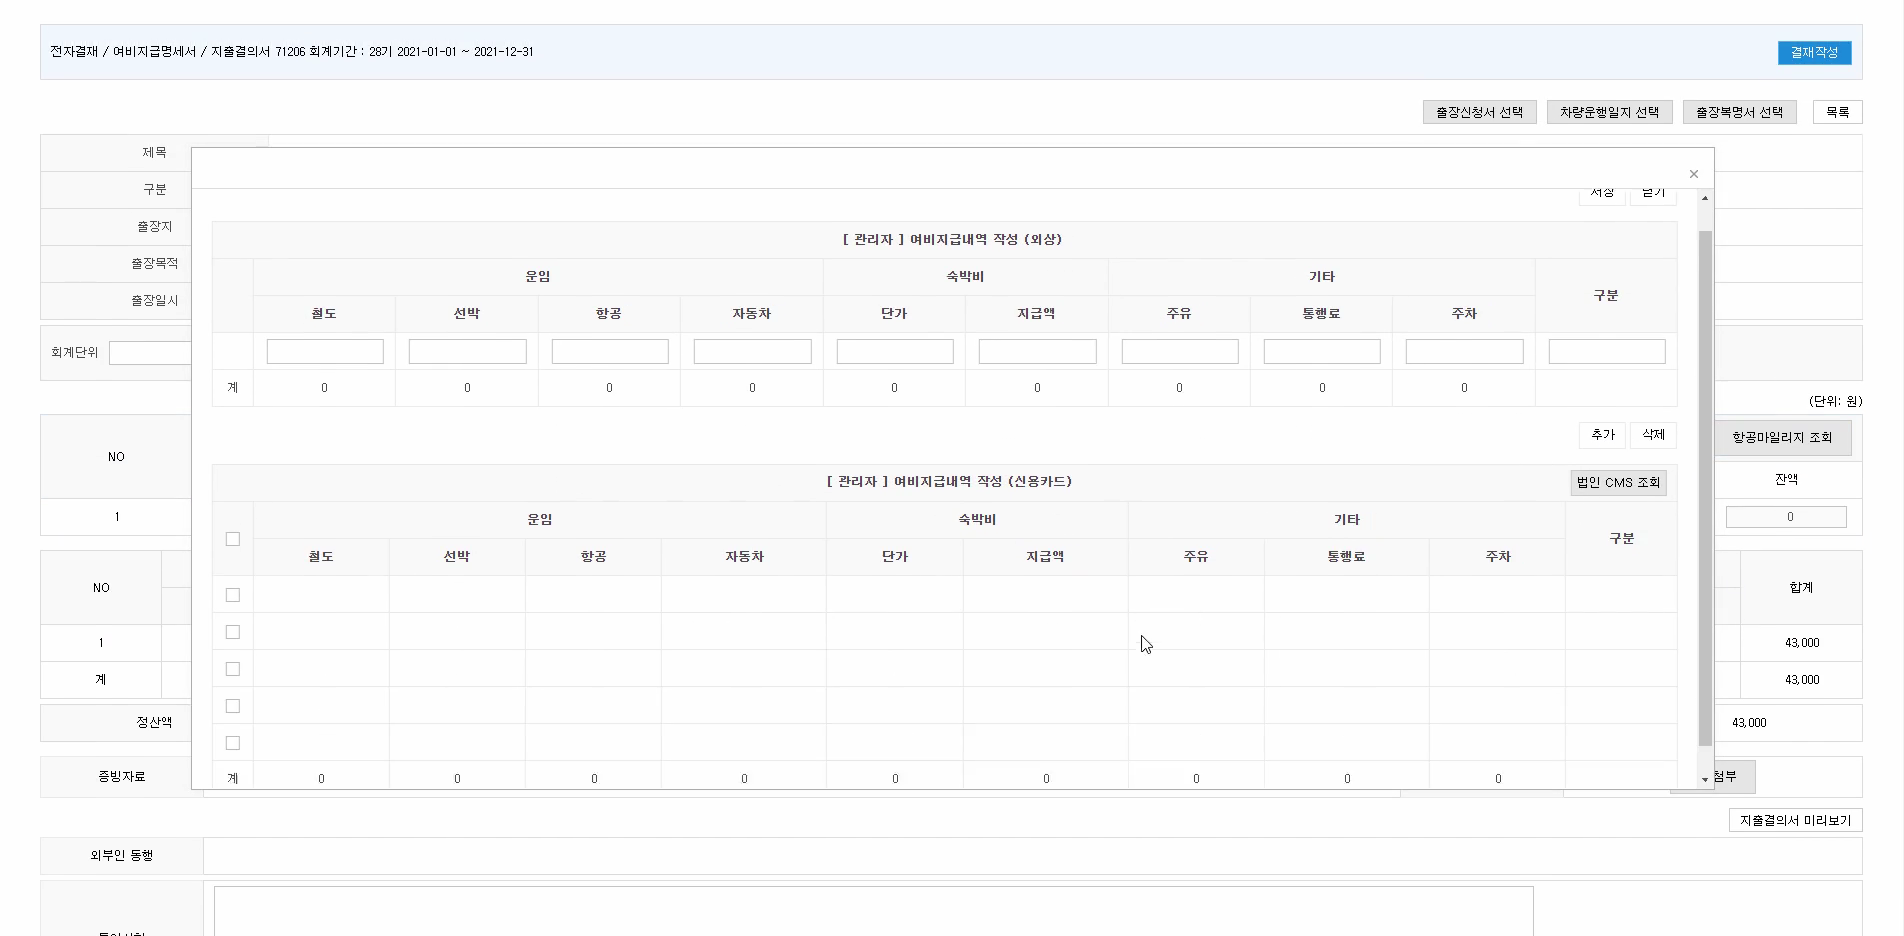 전자결재 / 여비지급명세서 / 지출결의서 71206 회계기간 : 28기 2021-01-01 ~ 2021-12-31
결재작성
출장신청서 선택 차량운행일지 선택 출장복명서 선택 목록
제목
구분
출장지
출장목적
출장일시
회계단위
×
저장 닫기
[ 관리자 ] 여비지급내역 작성 (외상)
운임 숙박비 기타 구분
철도 선박 항공 자동차 단가 지급액 주유 통행료 주차
계 0 0 0 0 0 0 0 0 0
추가 삭제
[ 관리자 ] 여비지급내역 작성 (신용카드) 법인 CMS 조회
운임 숙박비 기타 구분
철도 선박 항공 자동차 단가 지급액 주유 통행료 주차
계 0 0 0 0 0 0 0 0 0
(단위: 원)
NO 항공마일리지 조회
잔액
1 0
NO 합계
1 43,000
계 43,000
정산액 43,000
증빙자료 첨부
지출결의서 미리보기
외부인 동행